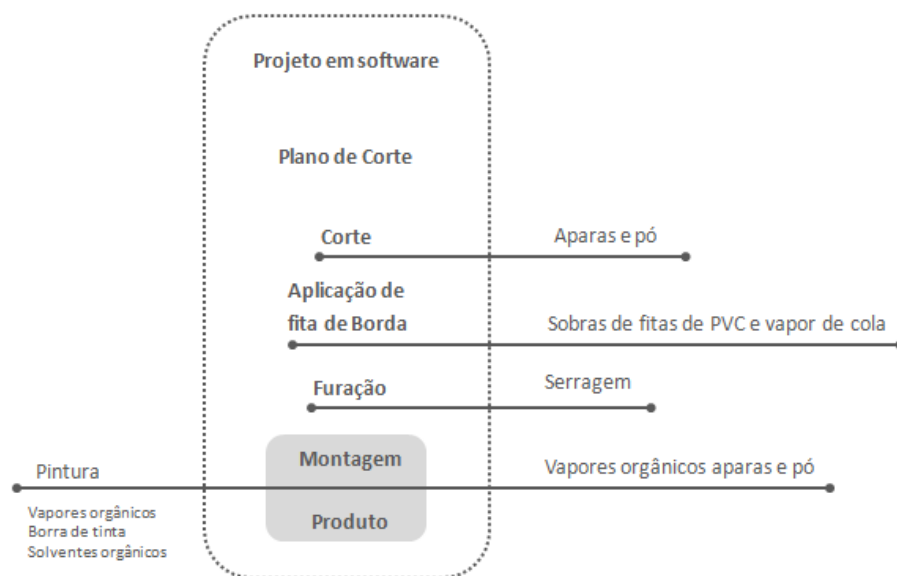 Projeto em software
Plano de Corte
Corte
Aparas e pó
Aplicação de
fita de Borda
Sobras de fitas de PVC e vapor de cola
Furação
Serragem
Montagem
Pintura
Vapores orgânicos aparas e pó
Produto
Vapores orgânicos
Borra de tinta
Solventes orgânicos